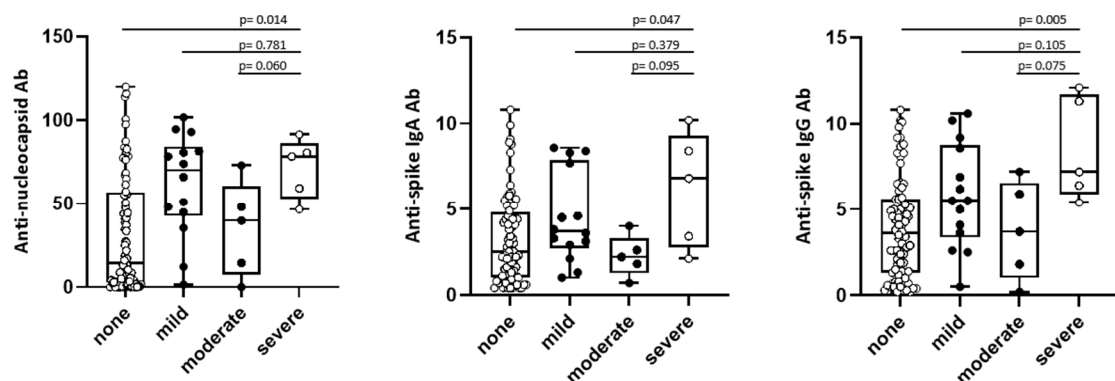 p= 0.014
p= 0.781
p= 0.060
Anti-nucleocapsid Ab
150
100
50
0
none
mild
moderate
severe
p= 0.047
p= 0.379
p= 0.095
Anti-spike IgA Ab
15
10
5
0
none
mild
moderate
severe
p= 0.005
p= 0.105
p= 0.075
Anti-spike IgG Ab
15
10
5
0
none
mild
moderate
severe